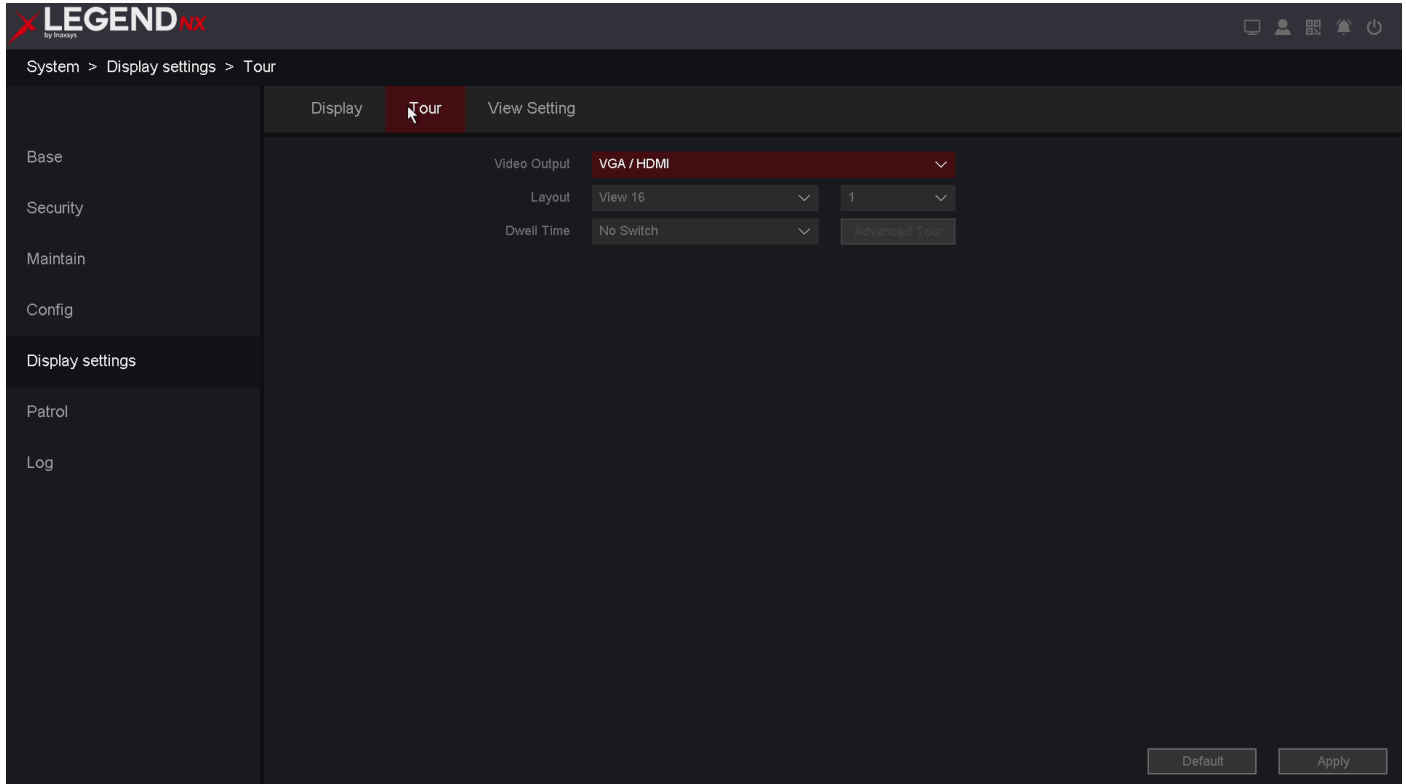 LEGEND NX
by Inaxsys
System > Display settings > Tour
Display Tour View Setting
Base
Security
Maintain
Config
Display settings
Patrol
Log
Video Output VGA / HDMI
Layout View 16 1
Dwell Time No Switch Advanced Tour
Default Apply